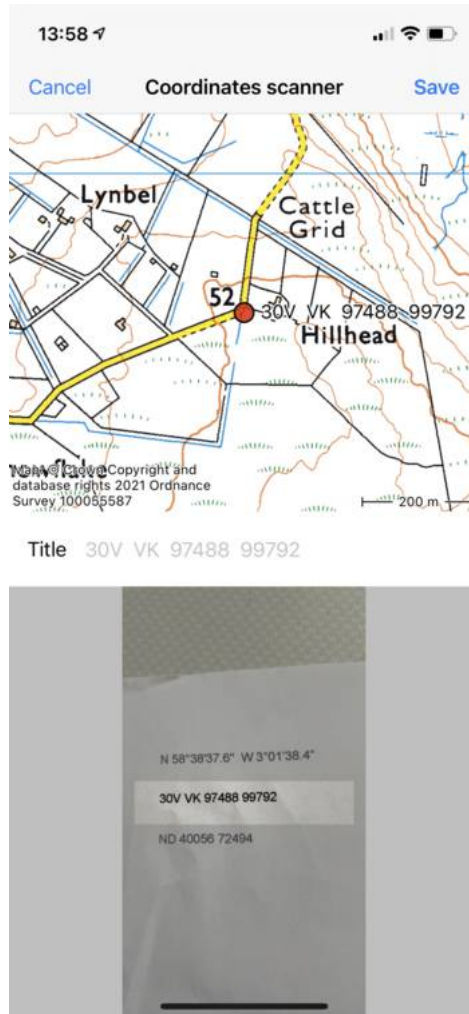 13:58
Cancel Coordinates scanner Save
Lynbel
Cattle
Grid
52
30V VK 97488 99792
Hillhead
Maps © Crown Copyright and
database rights 2021 Ordnance
Survey 100055587
200 m
Title 30V VK 97488 99792
N 58°38'37.6" W 3°01'38.4"
30V VK 97488 99792
ND 40056 72494